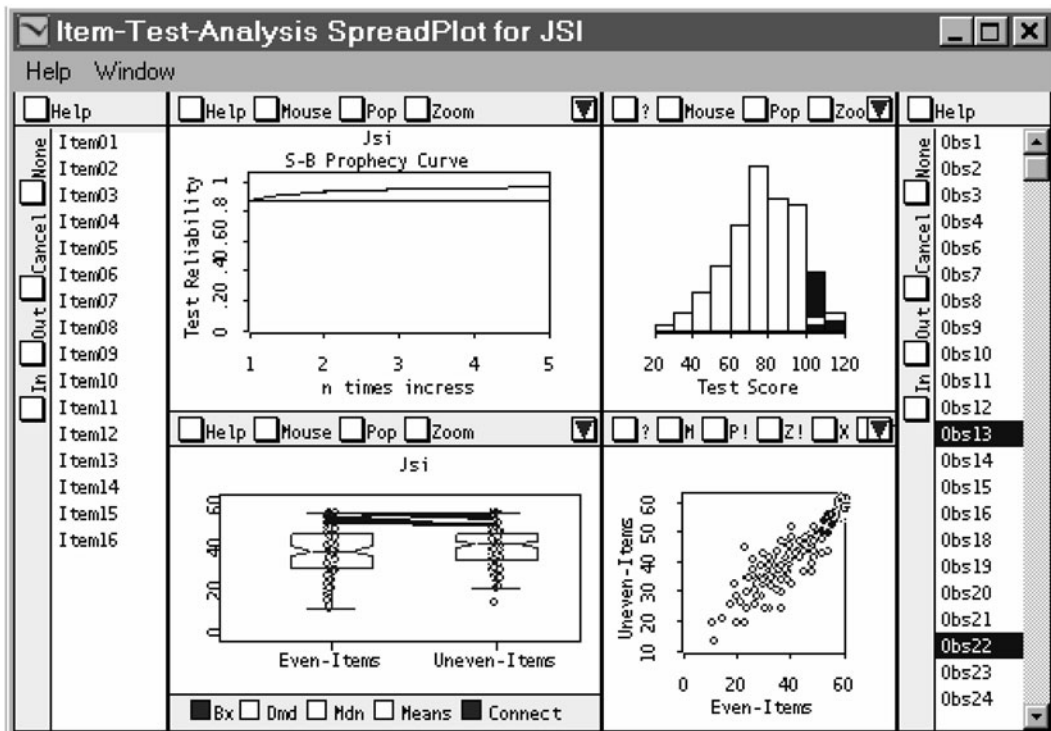 Item-Test-Analysis SpreadPlot for JSI
Help Window
Help
None
Cancel
Out
In
Item01
Item02
Item03
Item04
Item05
Item06
Item07
Item08
Item09
Item10
Item11
Item12
Item13
Item14
Item15
Item16
Help Mouse Pop Zoom
Jsi
S-B Prophecy Curve
Test Reliability
0 .20 .40 .60 .8 1
1 2 3 4 5
n times incress
? Mouse Pop Zoo
20 40 60 80 100 120
Test Score
Help Mouse Pop Zoom
Jsi
0 20 40 60
Even-Items Uneven-Items
Bx Dmd Mdn Means Connect
? M P! Z! X
Uneven-Items
10 20 30 40 50 60
0 20 40 60
Even-Items
Help
None
Cancel
Out
In
Obs1
Obs2
Obs3
Obs4
Obs6
Obs7
Obs8
Obs9
Obs10
Obs11
Obs12
Obs13
Obs14
Obs15
Obs16
Obs18
Obs19
Obs20
Obs21
Obs22
Obs23
Obs24